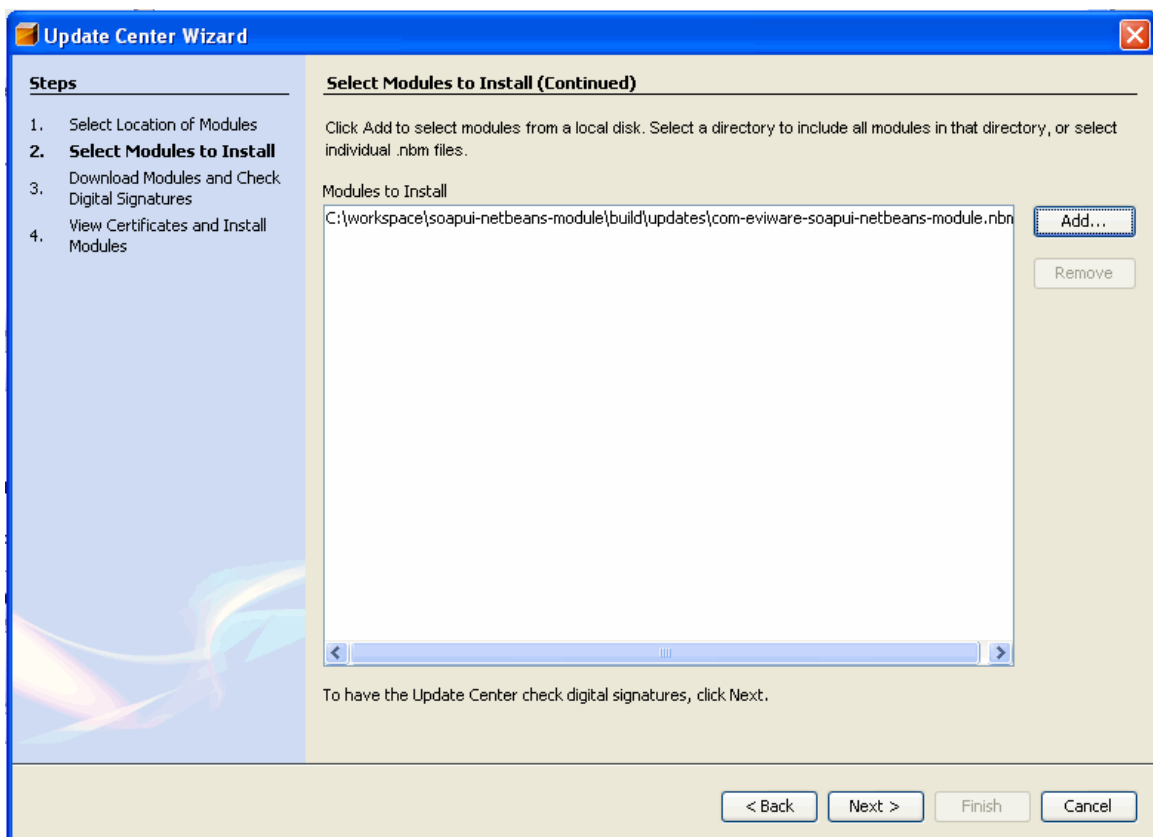 Update Center Wizard
Steps
1. Select Location of Modules
2. Select Modules to Install
3. Download Modules and Check
Digital Signatures
4. View Certificates and Install
Modules
Select Modules to Install (Continued)
Click Add to select modules from a local disk. Select a directory to include all modules in that directory, or select
individual .nbm files.
Modules to Install
C:\workspace\soapui-netbeans-module\build\updates\com-eviware-soapui-netbeans-module.nbm
Add...
Remove
To have the Update Center check digital signatures, click Next.
< Back
Next >
Finish
Cancel